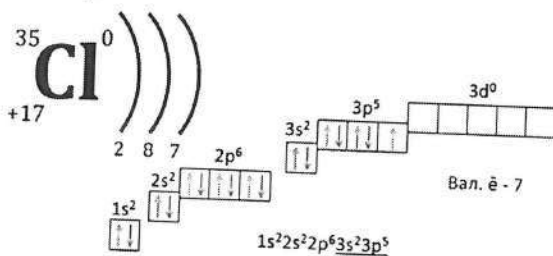 35 Cl 0
+17
2 8 7
3d⁰
3p⁵
3s²
2p⁶
2s²
1s²
Вал. ē - 7
1s²2s²2p⁶3s²3p⁵